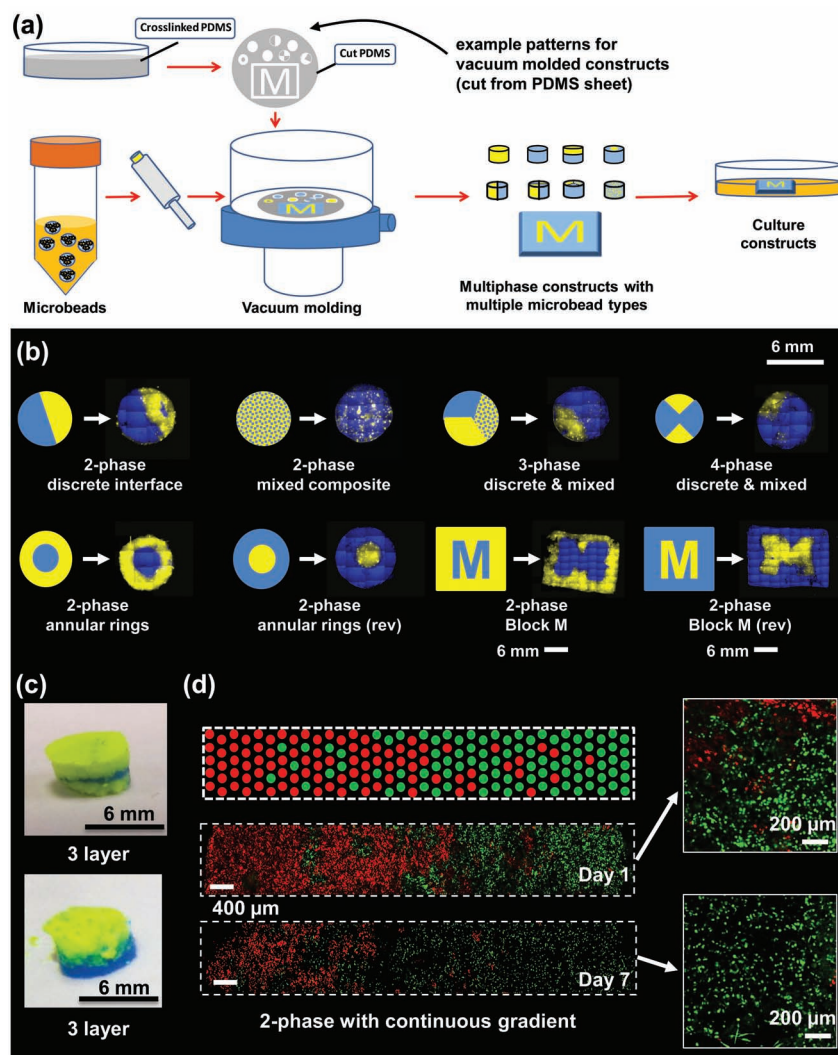 (a)
Crosslinked PDMS
Cut PDMS
M
example patterns for
vacuum molded constructs
(cut from PDMS sheet)
M
M
M
Microbeads
Vacuum molding
Multiphase constructs with
multiple microbead types
Culture
constructs
(b)
6 mm
2-phase
discrete interface
2-phase
mixed composite
3-phase
discrete & mixed
4-phase
discrete & mixed
M
M
2-phase
annular rings
2-phase
annular rings (rev)
2-phase
Block M
6 mm
2-phase
Block M (rev)
6 mm
(c)
6 mm
3 layer
6 mm
3 layer
(d)
Day 1
400 µm
Day 7
2-phase with continuous gradient
200 µm
200 µm